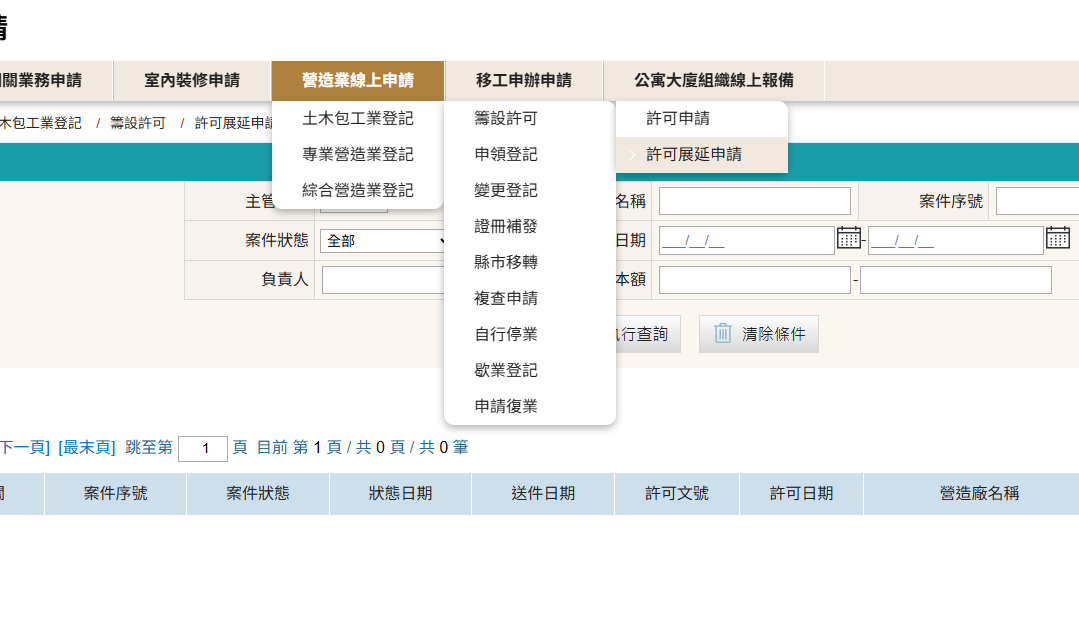 請
關業務申請 室內裝修申請 營造業線上申請 移工申辦申請 公寓大廈組織線上報備
木包工業登記 / 籌設許可 / 許可展延申請
土木包工業登記
專業營造業登記
綜合營造業登記
籌設許可
申領登記
變更登記
證冊補發
縣市移轉
複查申請
自行停業
歇業登記
申請復業
許可申請
許可展延申請
主管 名稱 案件序號
案件狀態 全部 日期 ___/__/__ - ___/__/__
負責人 本額 -
執行查詢 清除條件
下一頁] [最末頁] 跳至第 1 頁 目前 第 1 頁 / 共 0 頁 / 共 0 筆
案件序號 案件狀態 狀態日期 送件日期 許可文號 許可日期 營造廠名稱